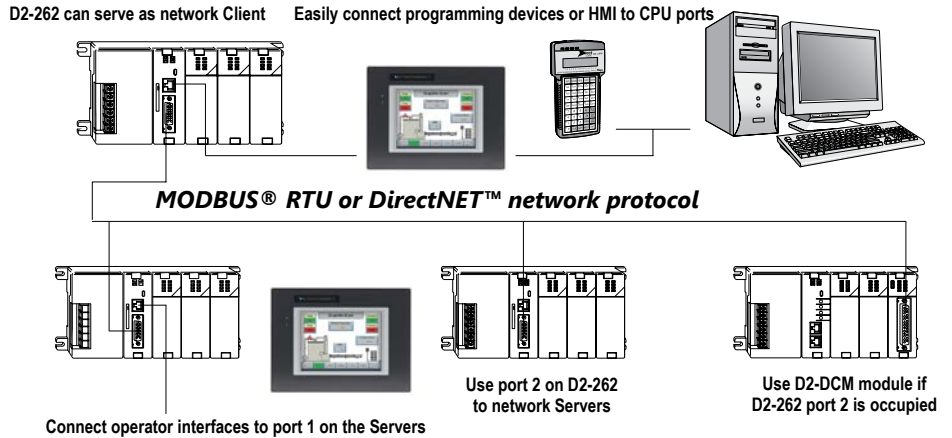 D2-262 can serve as network Client
Easily connect programming devices or HMI to CPU ports
MODBUS® RTU or DirectNET™ network protocol
Use port 2 on D2-262
to network Servers
Use D2-DCM module if
D2-262 port 2 is occupied
Connect operator interfaces to port 1 on the Servers